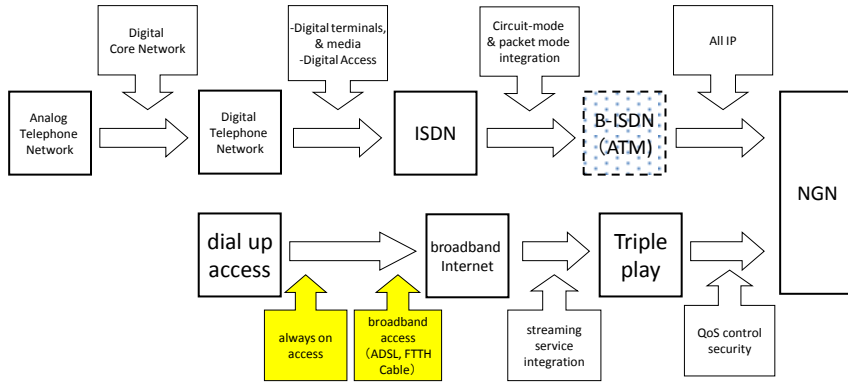 Digital
Core Network
-Digital terminals,
& media
-Digital Access
Circuit-mode
& packet mode
integration
All IP
Analog
Telephone
Network
Digital
Telephone
Network
ISDN
B-ISDN
(ATM)
NGN
dial up
access
broadband
Internet
Triple
play
always on
access
broadband
access
(ADSL, FTTH
Cable)
streaming
service
integration
QoS control
security